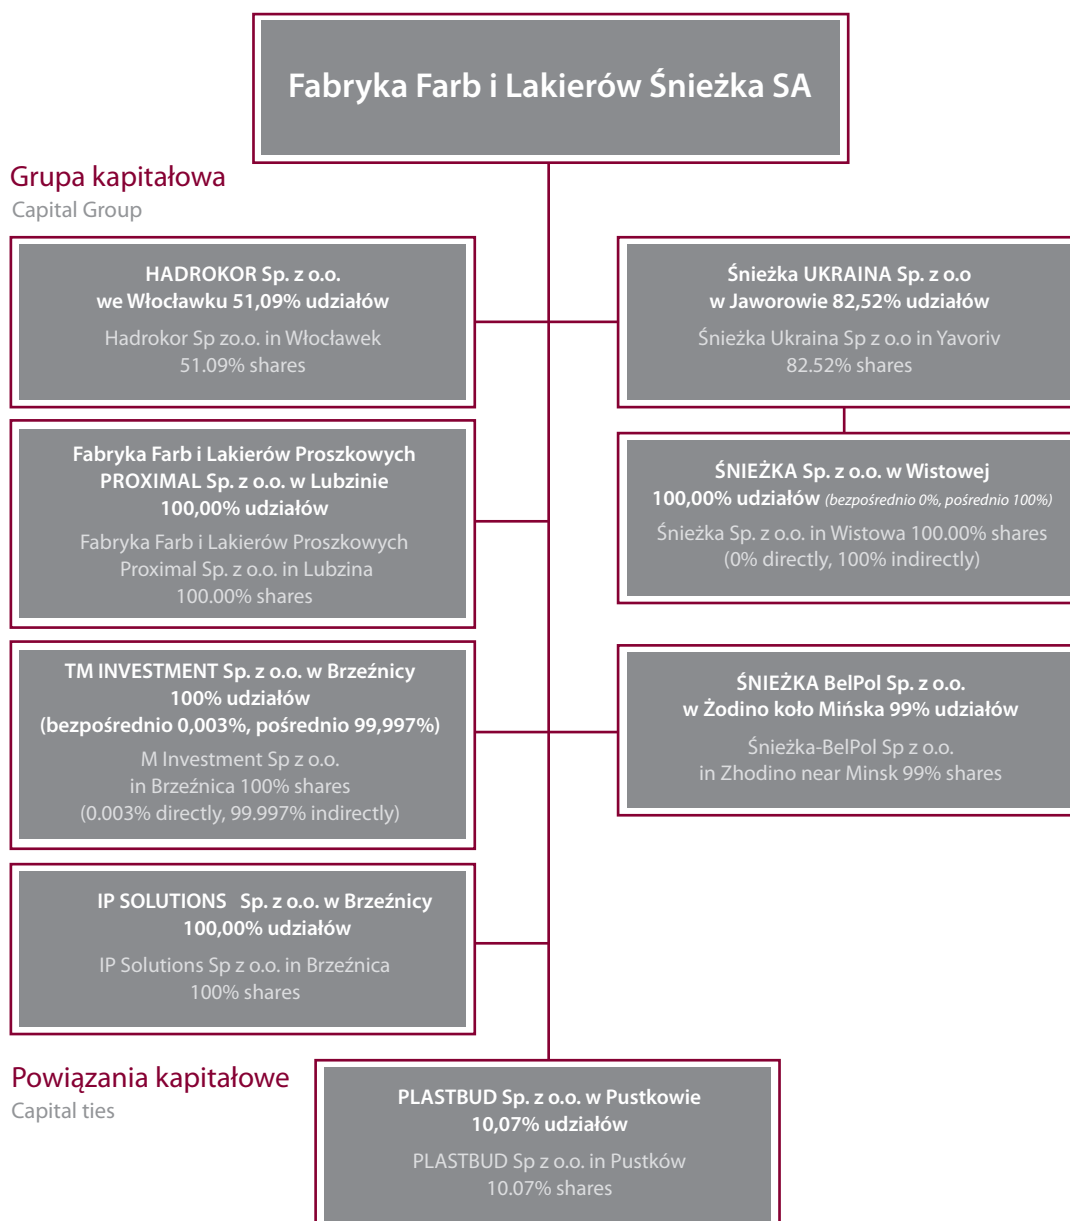 Fabryka Farb i Lakierów Śnieżka SA
Grupa kapitałowa
Capital Group
HADROKOR Sp. z o.o.
we Włocławku 51,09% udziałów
Hadrokor Sp zo.o. in Włocławek
51.09% shares
Śnieżka UKRAINA Sp. z o.o
w Jaworowie 82,52% udziałów
Śnieżka Ukraina Sp z o.o in Yavoriv
82.52% shares
Fabryka Farb i Lakierów Proszkowych
PROXIMAL Sp. z o.o. w Lubzinie
100,00% udziałów
Fabryka Farb i Lakierów Proszkowych
Proximal Sp. z o.o. in Lubzina
100.00% shares
ŚNIEŻKA Sp. z o.o. w Wistowej
100,00% udziałów (bezpośrednio 0%, pośrednio 100%)
Śnieżka Sp. z o.o. in Wistowa 100.00% shares
(0% directly, 100% indirectly)
TM INVESTMENT Sp. z o.o. w Brzeźnicy
100% udziałów
(bezpośrednio 0,003%, pośrednio 99,997%)
M Investment Sp z o.o.
in Brzeźnica 100% shares
(0.003% directly, 99.997% indirectly)
ŚNIEŻKA BelPol Sp. z o.o.
w Żodino koło Mińska 99% udziałów
Śnieżka-BelPol Sp z o.o.
in Zhodino near Minsk 99% shares
IP SOLUTIONS Sp. z o.o. w Brzeźnicy
100,00% udziałów
IP Solutions Sp z o.o. in Brzeźnica
100% shares
Powiązania kapitałowe
Capital ties
PLASTBUD Sp. z o.o. w Pustkowie
10,07% udziałów
PLASTBUD Sp z o.o. in Pustków
10.07% shares